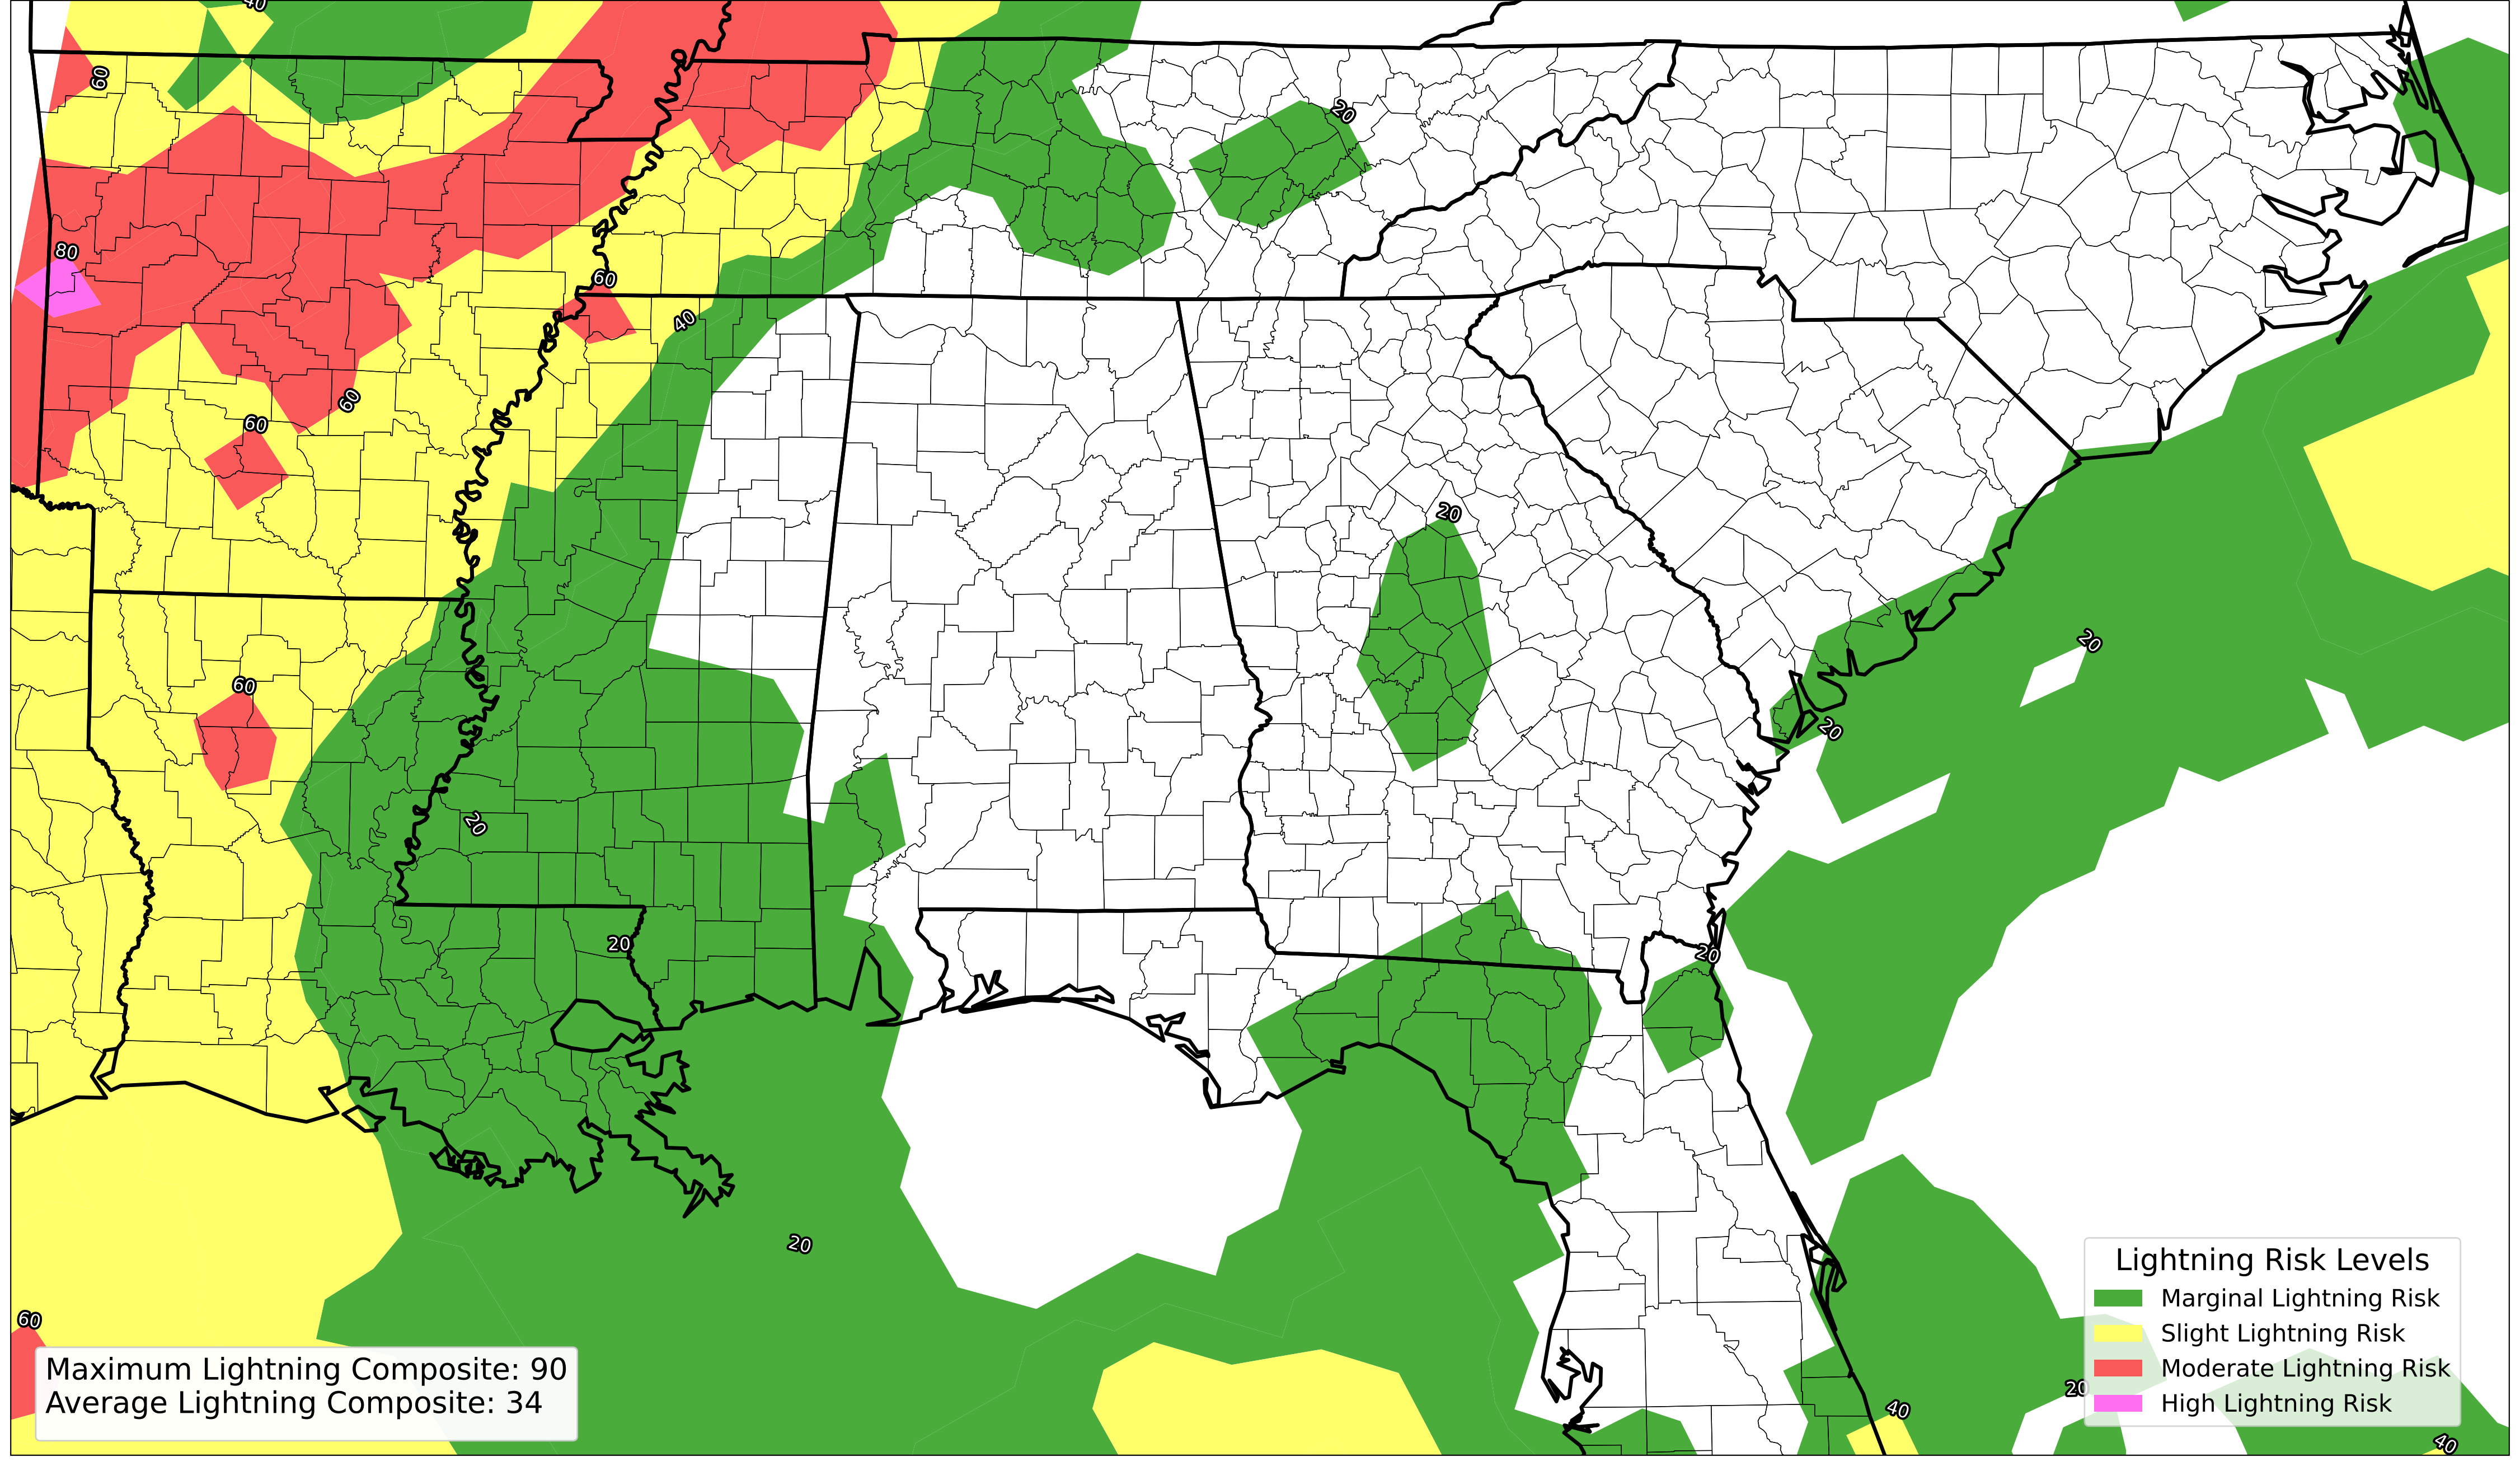 40
60
20
80
60
40
60
60
20
60
20
20
20
20
20
20
60
Lightning Risk Levels
Marginal Lightning Risk
Slight Lightning Risk
Moderate Lightning Risk
High Lightning Risk
Maximum Lightning Composite: 90
Average Lightning Composite: 34
20
40
40